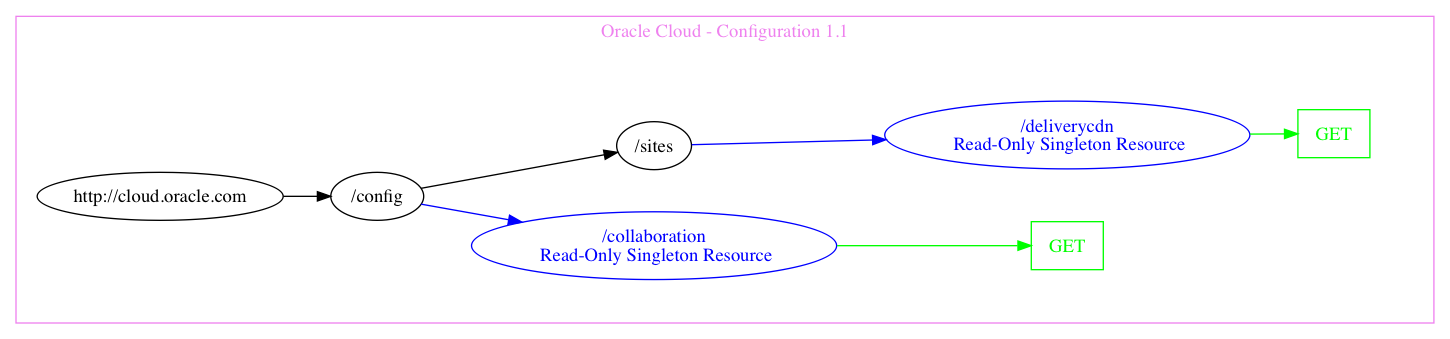 Oracle Cloud - Configuration 1.1
http://cloud.oracle.com
/config
/sites
/deliverycdn
Read-Only Singleton Resource
GET
/collaboration
Read-Only Singleton Resource
GET